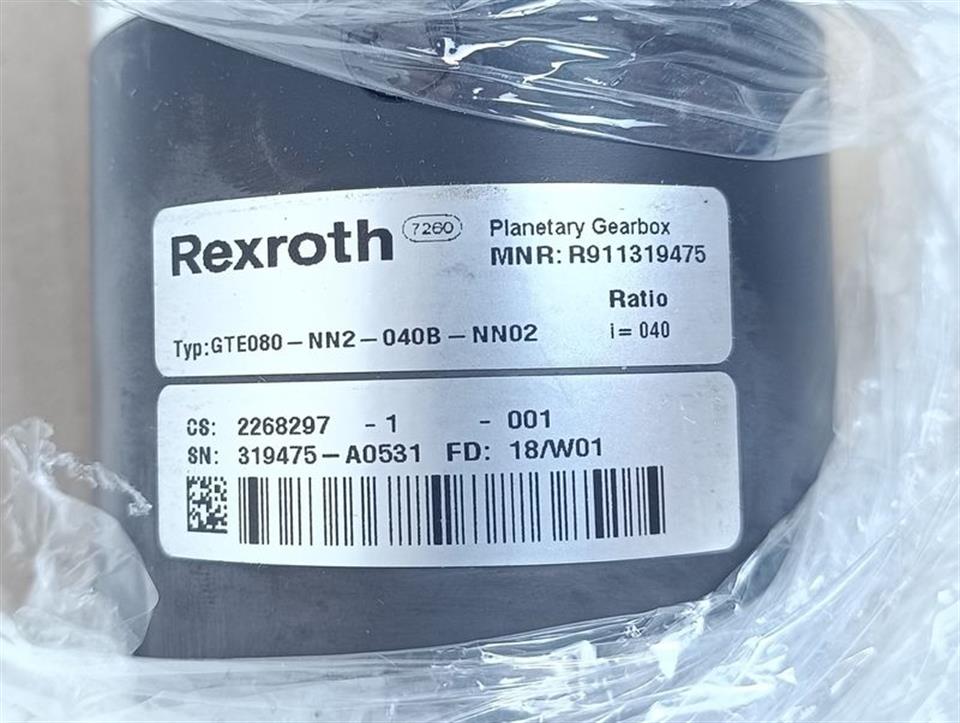 Rexroth 7260 Planetary Gearbox
MNR: R911319475
Ratio
Typ:GTE080-NN2-040B-NN02 i= 040
CS: 2268297 -1 - 001
SN: 319475-A0531 FD: 18/W01